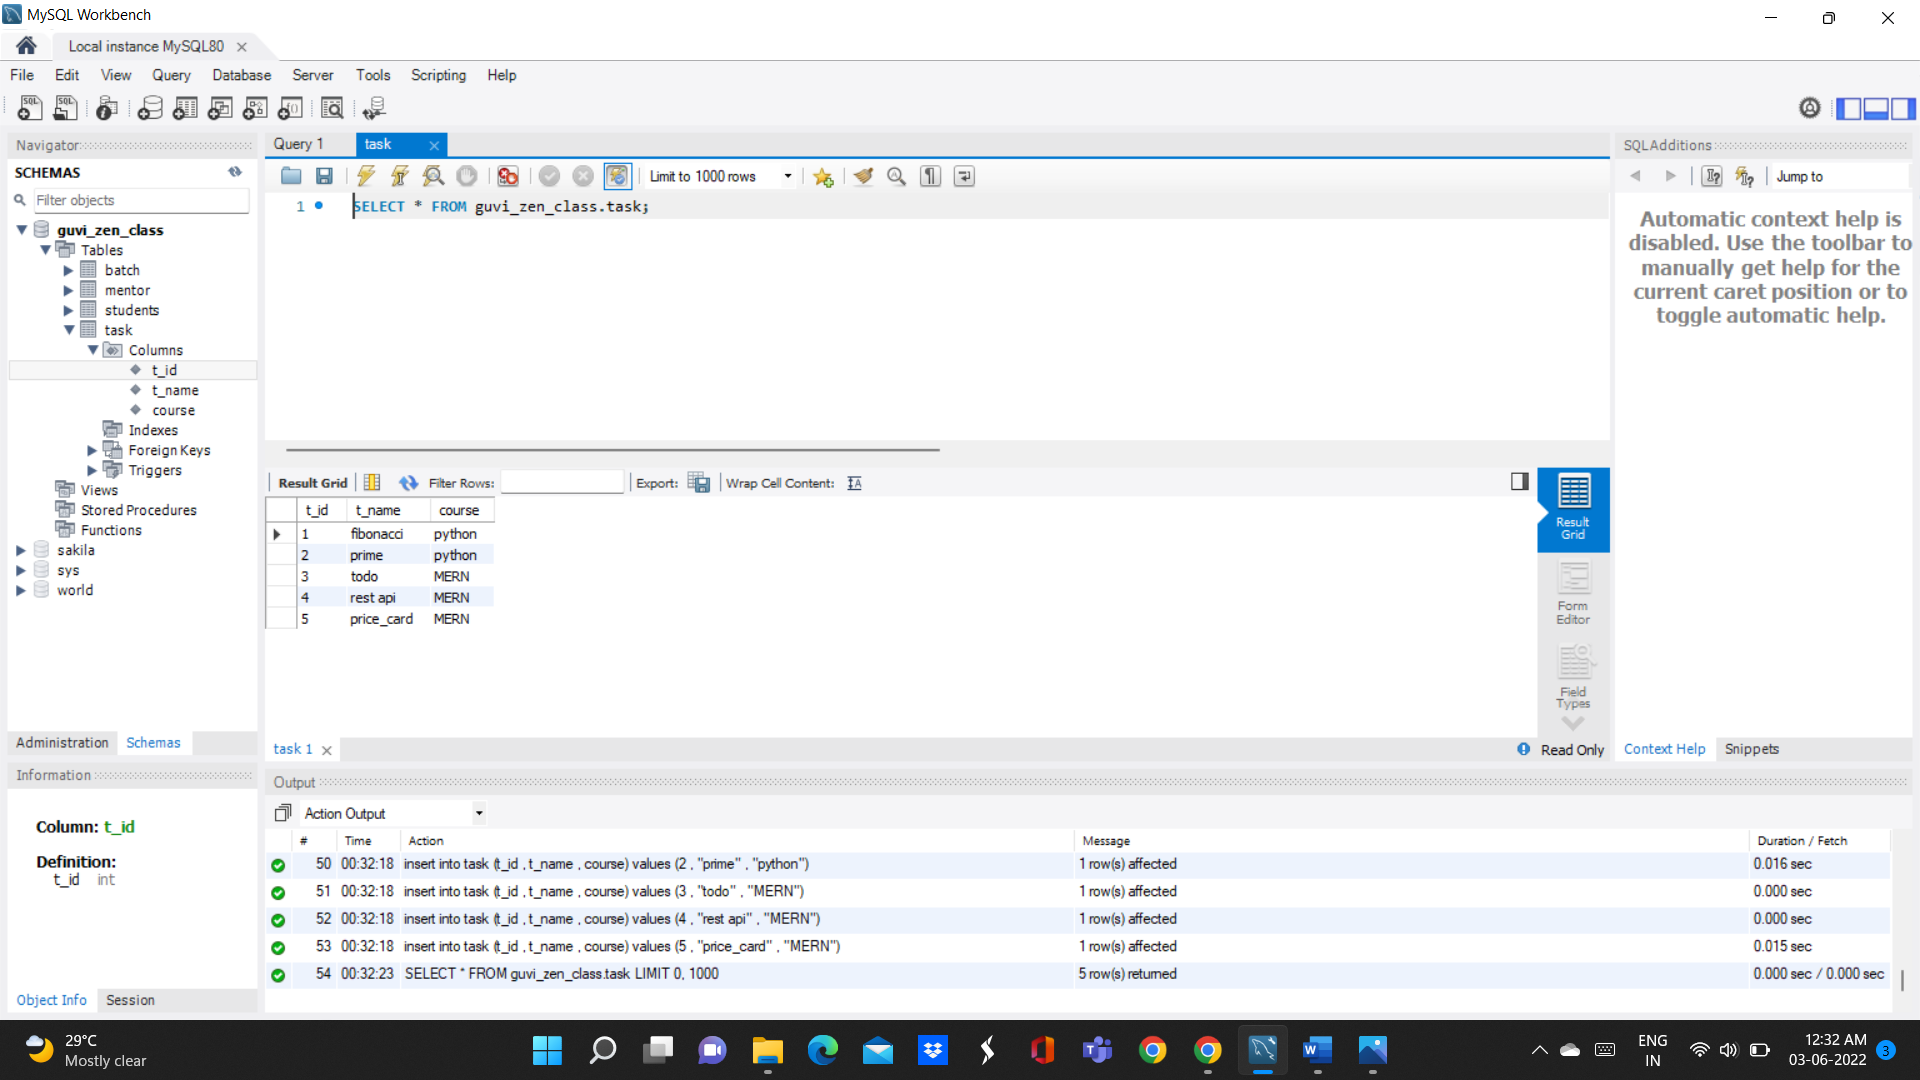 MySQL Workbench
Local instance MySQL80
File Edit View Query Database Server Tools Scripting Help
Navigator
SCHEMAS
Filter objects
guvi_zen_class
Tables
batch
mentor
students
task
Columns
t_id
t_name
course
Indexes
Foreign Keys
Triggers
Views
Stored Procedures
Functions
sakila
sys
world
Administration Schemas
Information
Column: t_id
Definition:
t_id int
Object Info Session
Query 1 task
Limit to 1000 rows
1 SELECT * FROM guvi_zen_class.task;
Result Grid Filter Rows: Export: Wrap Cell Content:
t_id t_name course
1 fibonacci python
2 prime python
3 todo MERN
4 rest api MERN
5 price_card MERN
Result Grid
Form Editor
Field Types
task 1 Read Only
SQLAdditions
Jump to
Automatic context help is
disabled. Use the toolbar to
manually get help for the
current caret position or to
toggle automatic help.
Context Help Snippets
Output
Action Output
# Time Action Message Duration / Fetch
50 00:32:18 insert into task (t_id , t_name , course) values (2 , "prime" , "python") 1 row(s) affected 0.016 sec
51 00:32:18 insert into task (t_id , t_name , course) values (3 , "todo" , "MERN") 1 row(s) affected 0.000 sec
52 00:32:18 insert into task (t_id , t_name , course) values (4 , "rest api" , "MERN") 1 row(s) affected 0.000 sec
53 00:32:18 insert into task (t_id , t_name , course) values (5 , "price_card" , "MERN") 1 row(s) affected 0.015 sec
54 00:32:23 SELECT * FROM guvi_zen_class.task LIMIT 0, 1000 5 row(s) returned 0.000 sec / 0.000 sec
29°C
Mostly clear
ENG
IN
12:32 AM
03-06-2022
3